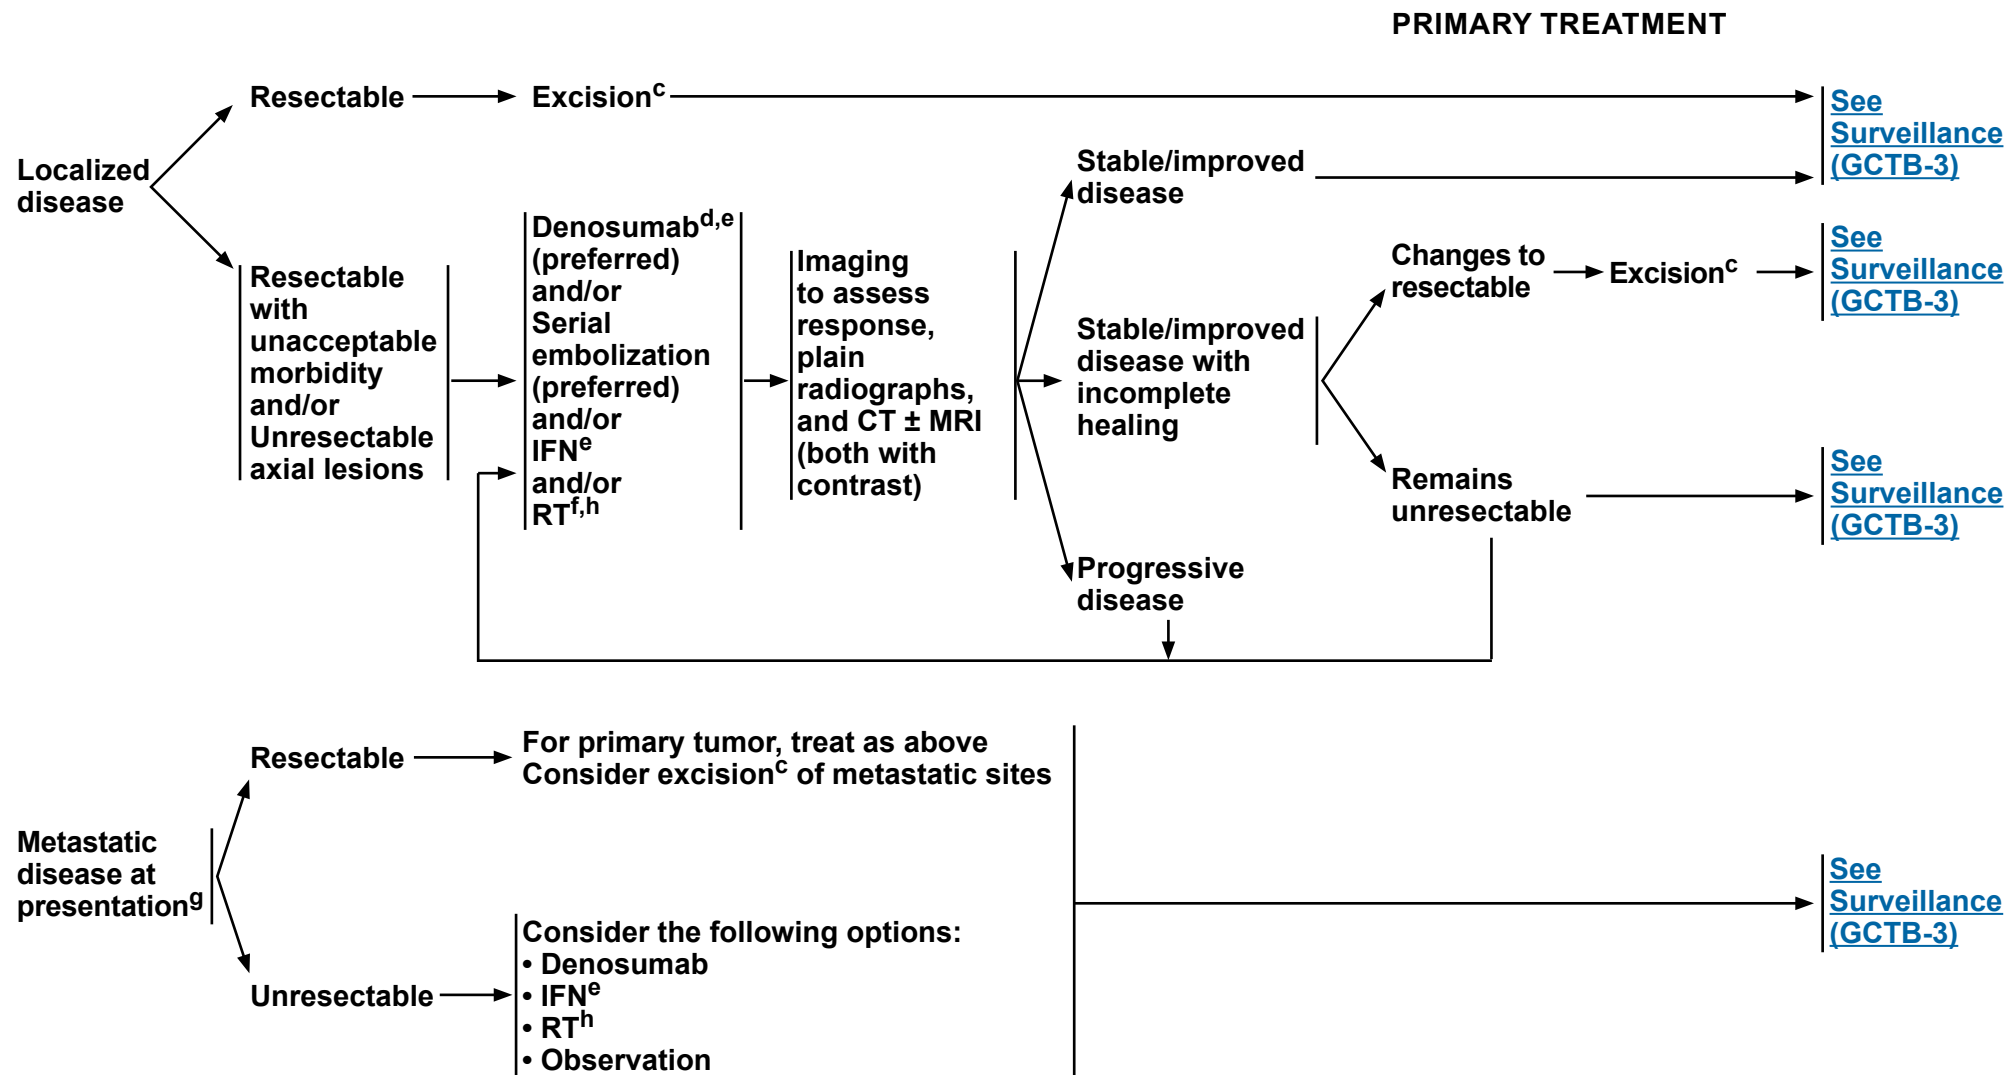 PRIMARY TREATMENT
Localized
disease
Resectable
Excisionc
See
Surveillance
(GCTB-3)
Resectable
with
unacceptable
morbidity
and/or
Unresectable
axial lesions
Denosumabd,e
(preferred)
and/or
Serial
embolization
(preferred)
and/or
IFNe
and/or
RTf,h
Imaging
to assess
response,
plain
radiographs,
and CT ± MRI
(both with
contrast)
Stable/improved
disease
Stable/improved
disease with
incomplete
healing
Changes to
resectable
Excisionc
See
Surveillance
(GCTB-3)
Remains
unresectable
See
Surveillance
(GCTB-3)
Progressive
disease
Metastatic
disease at
presentationg
Resectable
For primary tumor, treat as above
Consider excisionc of metastatic sites
Unresectable
Consider the following options:
• Denosumab
• IFNe
• RTh
• Observation
See
Surveillance
(GCTB-3)